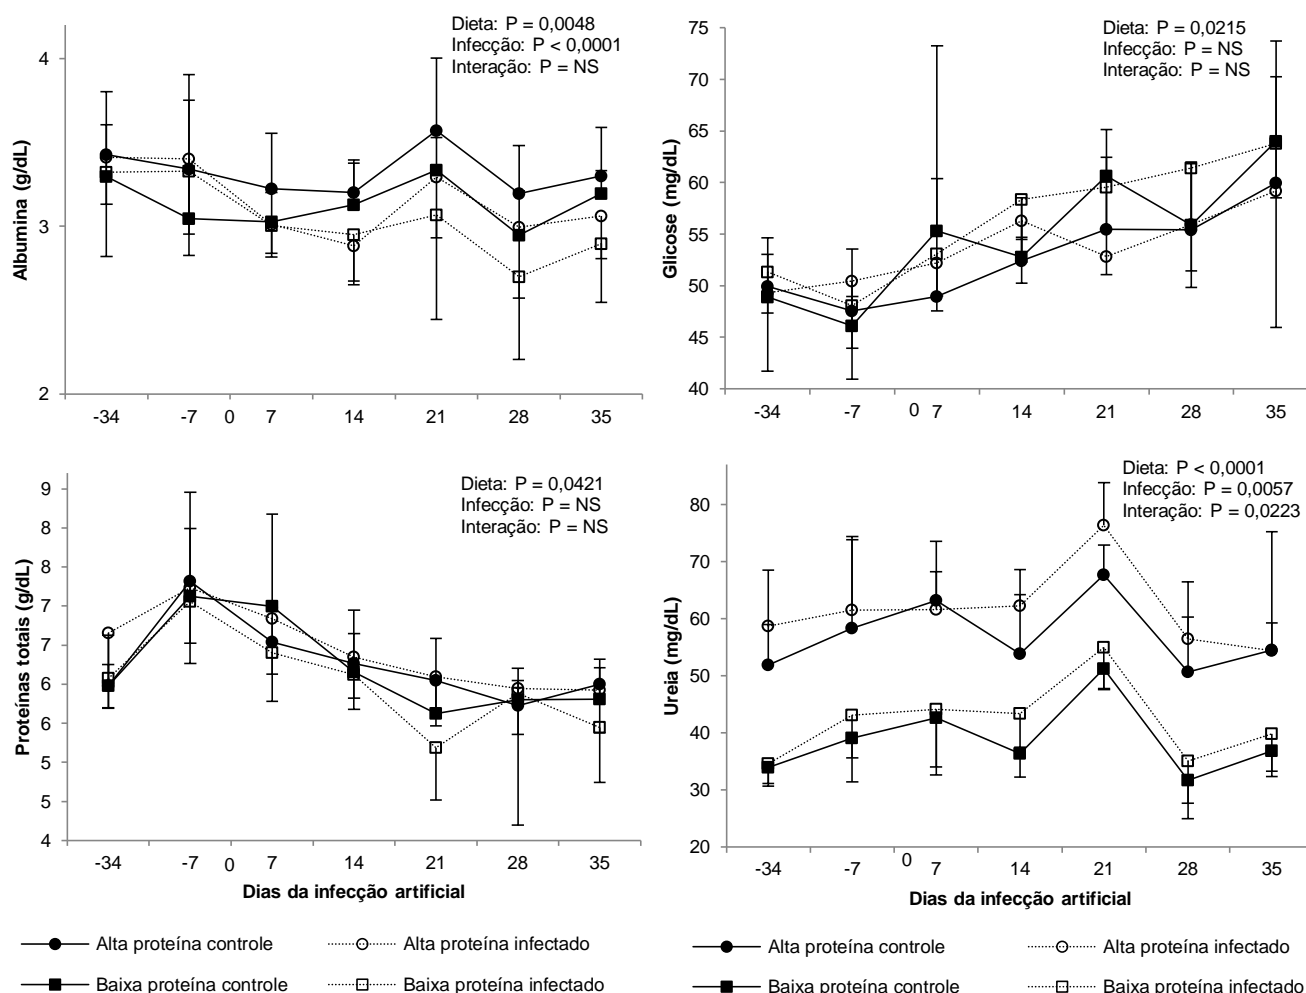 Dieta: P = 0,0048
Infecção: P < 0,0001
Interação: P = NS
4
3
2
Albumina (g/dL)
-34 -7 0 7 14 21 28 35
Dieta: P = 0,0215
Infecção: P = NS
Interação: P = NS
75
70
65
60
55
50
45
40
Glicose (mg/dL)
-34 -7 0 7 14 21 28 35
Dieta: P = 0,0421
Infecção: P = NS
Interação: P = NS
9
8
8
7
7
6
6
5
5
4
Proteínas totais (g/dL)
-34 -7 0 7 14 21 28 35
Dias da infecção artificial
Dieta: P < 0,0001
Infecção: P = 0,0057
Interação: P = 0,0223
80
70
60
50
40
30
20
Ureia (mg/dL)
-34 -7 0 7 14 21 28 35
Dias da infecção artificial
Alta proteína controle Alta proteína infectado
Baixa proteína controle Baixa proteína infectado
Alta proteína controle Alta proteína infectado
Baixa proteína controle Baixa proteína infectado